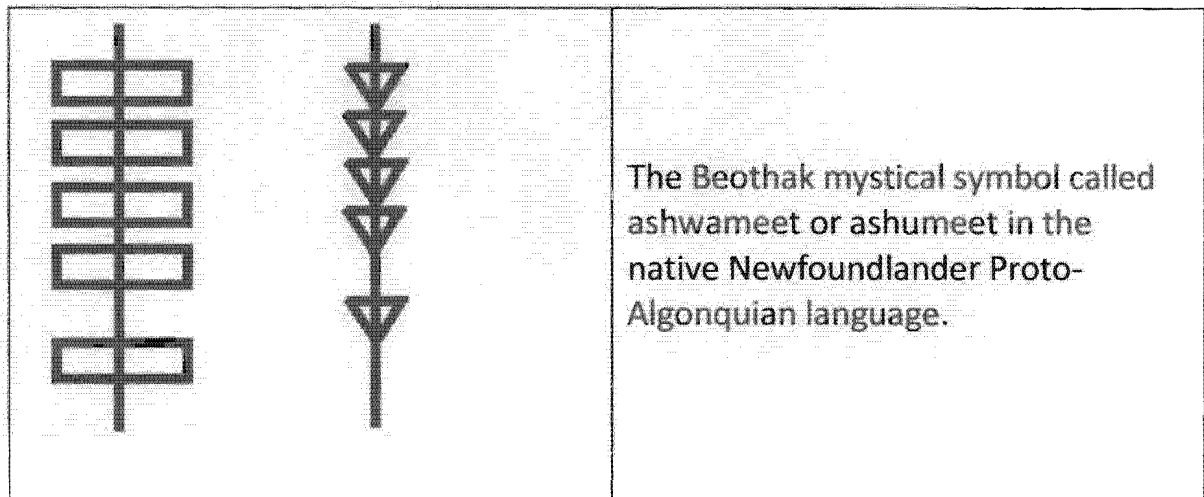 The Beothak mystical symbol called
ashwameet or ashumeet in the
native Newfoundlander Proto-
Algonquian language.